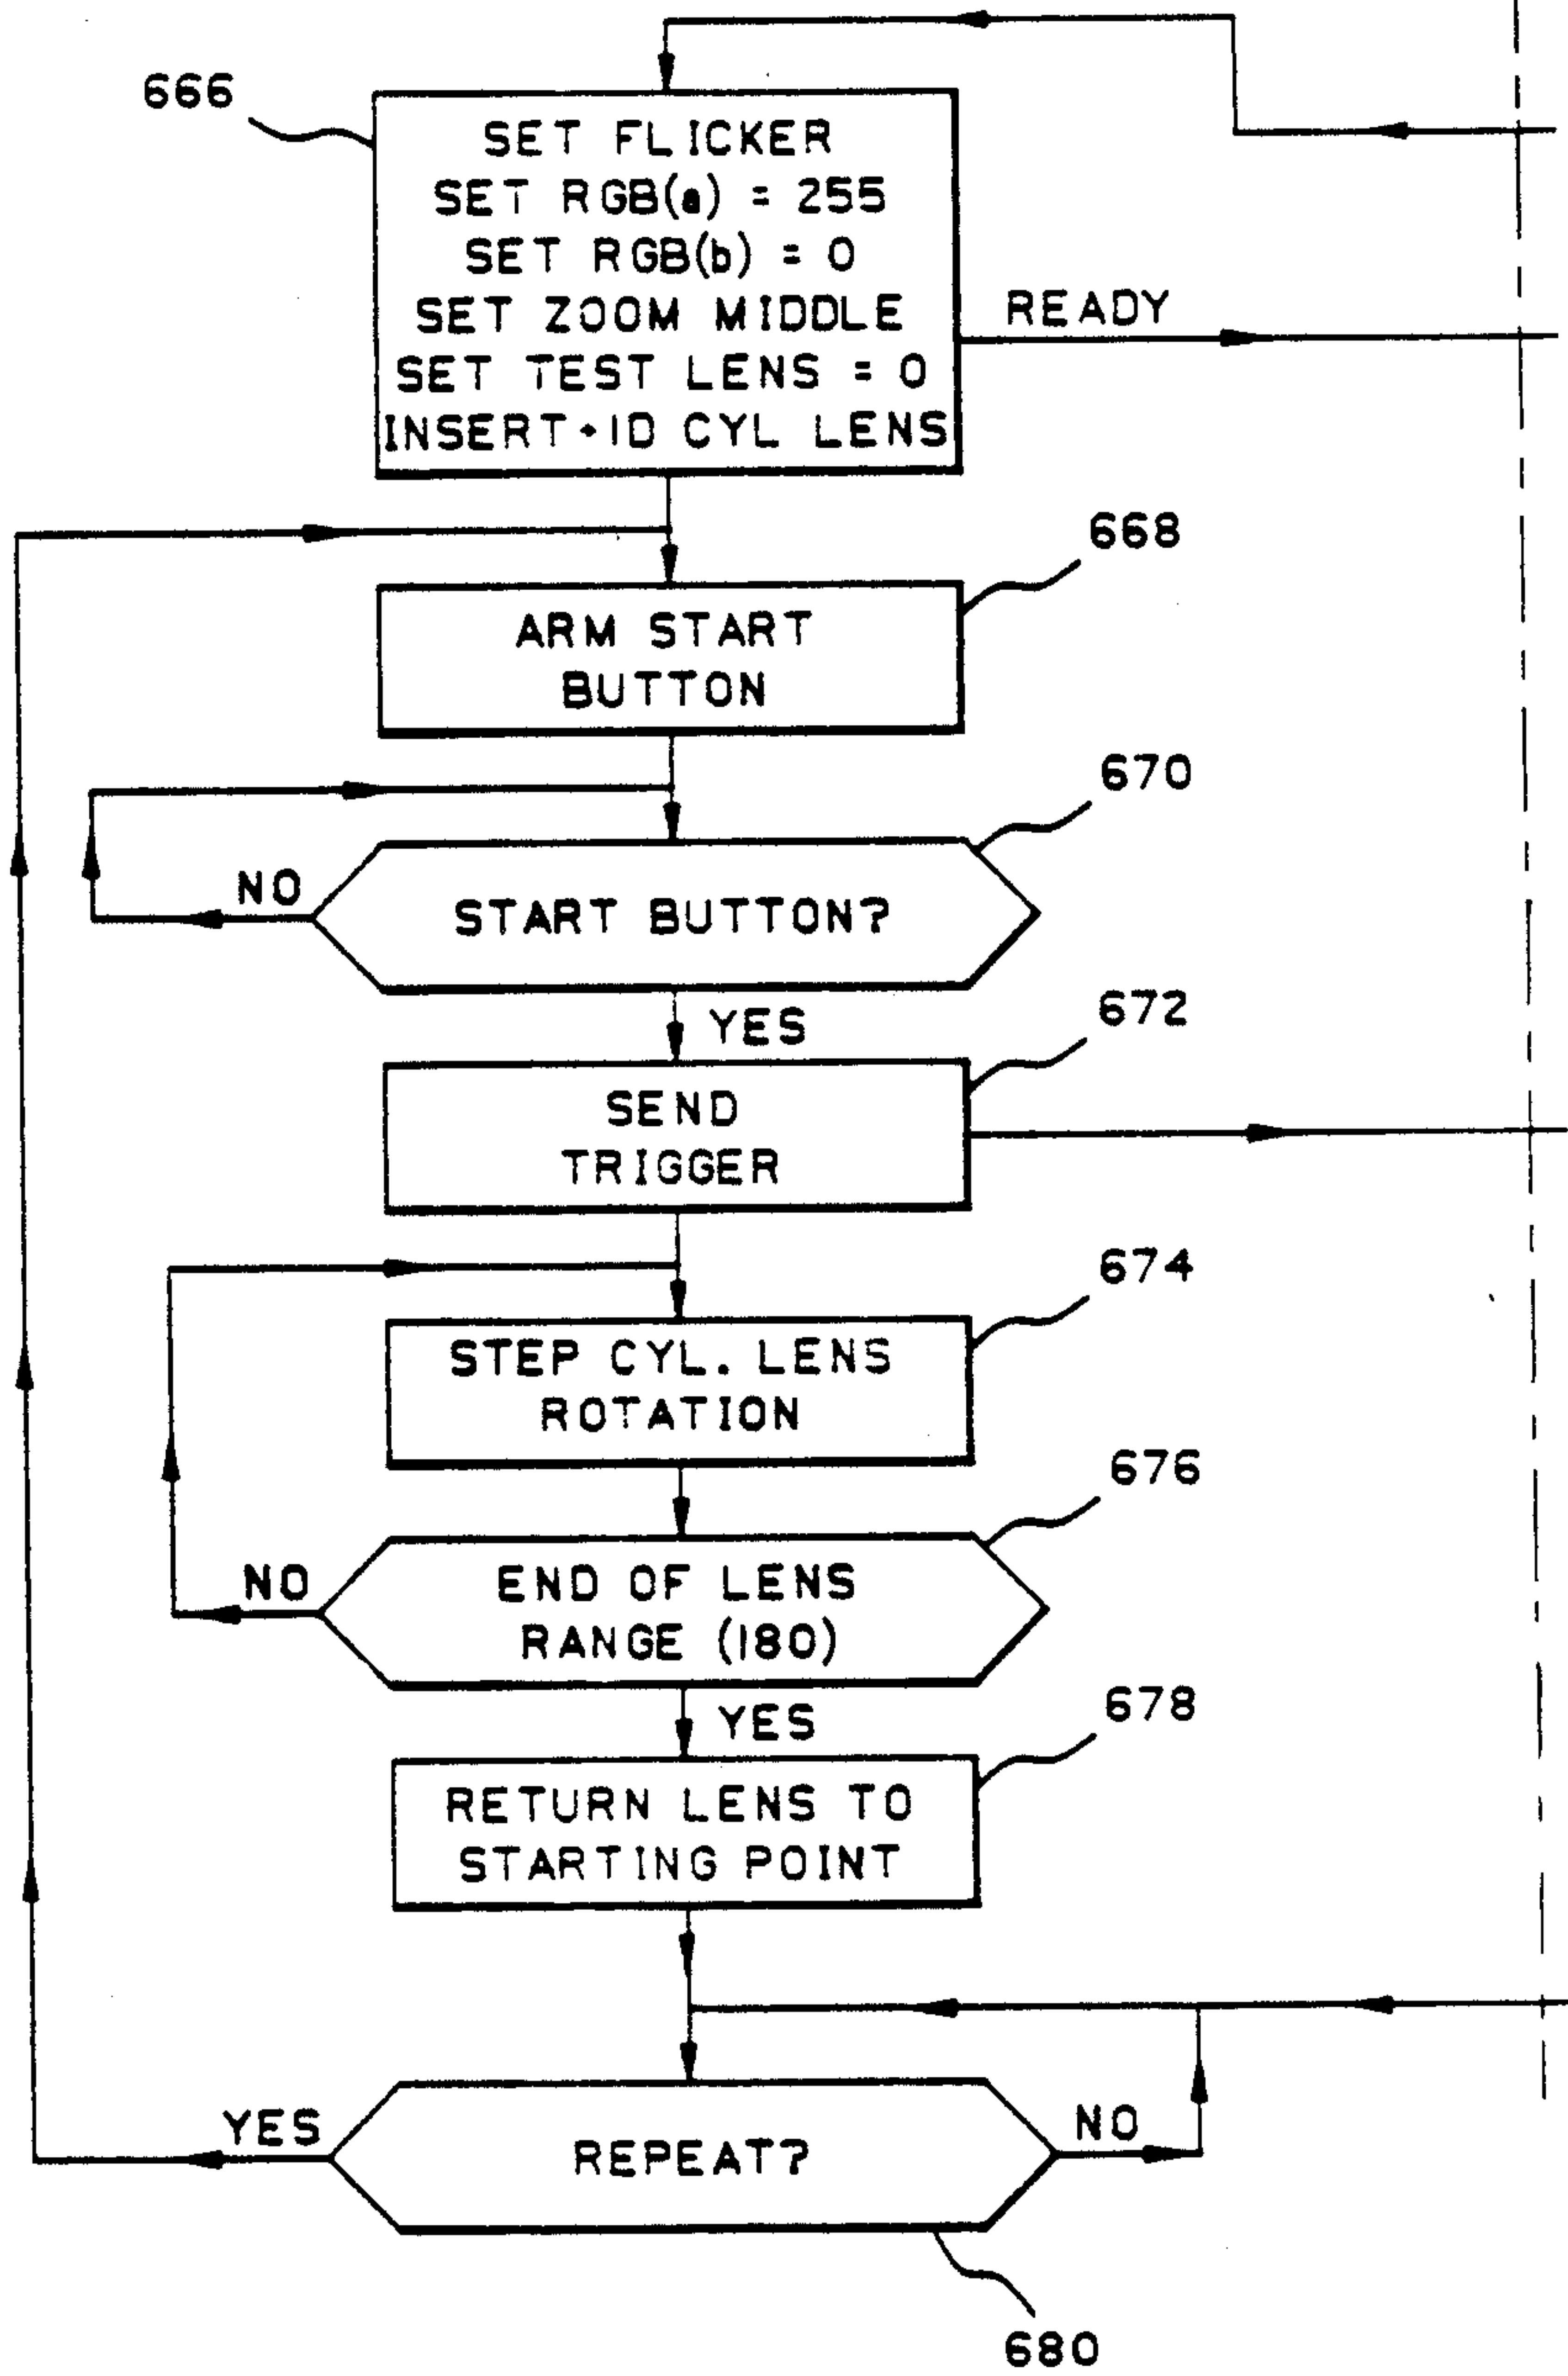 666
SET FLICKER
SET RGB(a) = 255
SET RGB(b) = 0
SET ZOOM MIDDLE
SET TEST LENS = 0
INSERT +1D CYL LENS
READY
668
ARM START
BUTTON
670
NO
START BUTTON?
YES
672
SEND
TRIGGER
674
STEP CYL. LENS
ROTATION
676
NO
END OF LENS
RANGE (180)
YES
678
RETURN LENS TO
STARTING POINT
YES
REPEAT?
NO
680